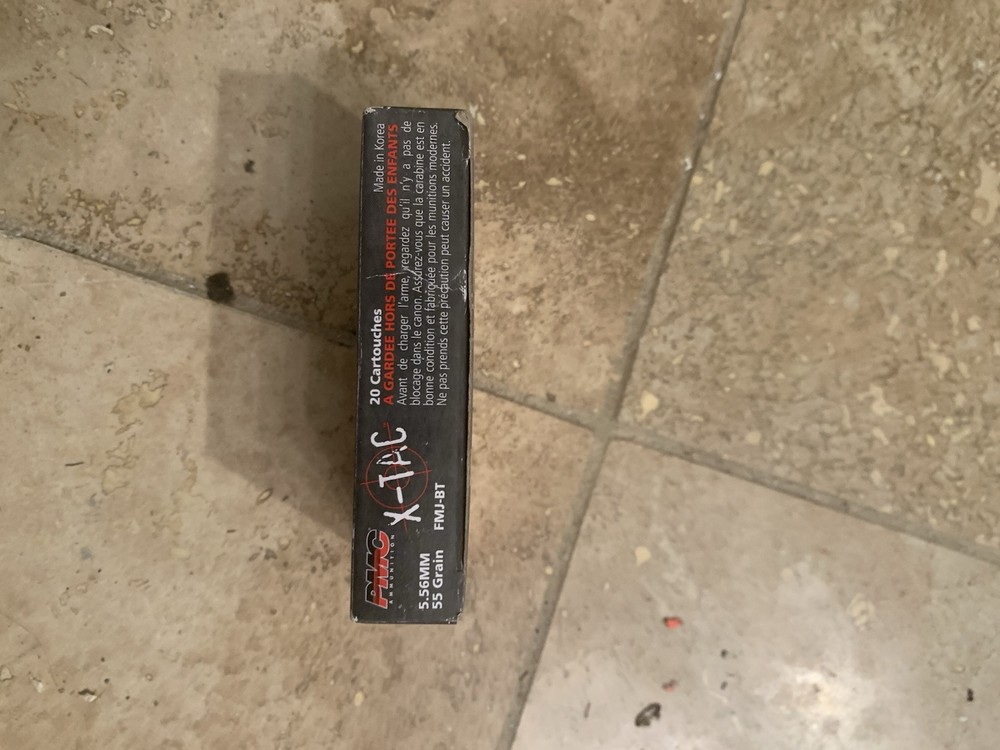 PMC
AMMUNITION
X-TAC
5.56MM
55 Grain FMJ-BT
20 Cartouches Made in Korea
A GARDEE HORS DE PORTEE DES ENFANTS
Avant de charger l'arme, regardez qu'il n'y a pas de
blocage dans le canon. Assurez-vous que la carabine est en
bonne condition et fabriquée pour les munitions modernes.
Ne pas prends cette précaution peut causer un accident.